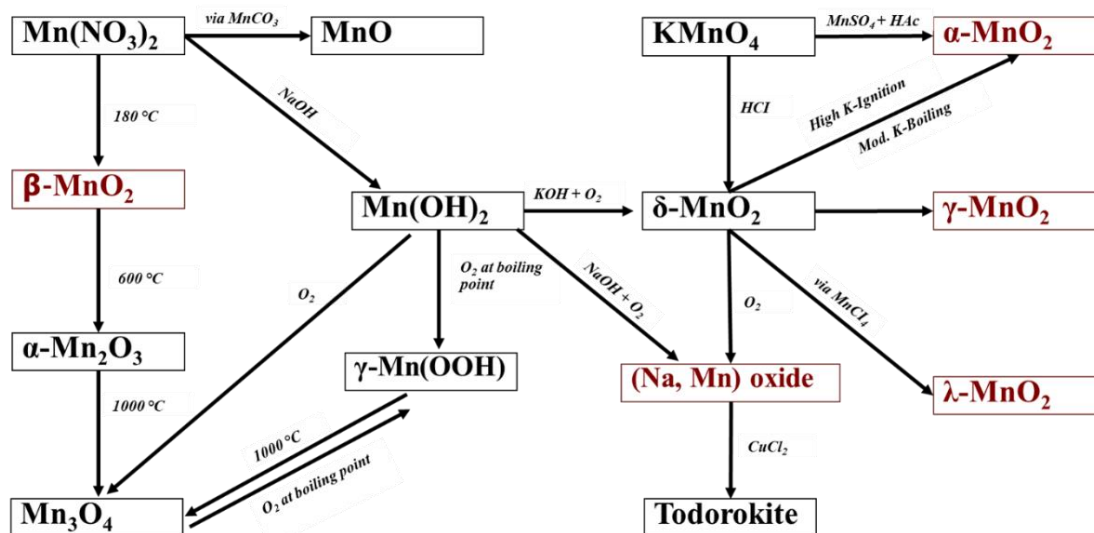 via MnCO₃
MnSO₄ + HAc
Mn(NO₃)₂
MnO
KMnO₄
α-MnO₂
180 °C
NaOH
HCI
High K-Ignition
Mod. K-Boiling
β-MnO₂
KOH + O₂
Mn(OH)₂
δ-MnO₂
γ-MnO₂
600 °C
O₂
O₂ at boiling
point
NaOH + O₂
O₂
via MnCI₄
α-Mn₂O₃
γ-Mn(OOH)
(Na, Mn) oxide
λ-MnO₂
1000 °C
1000 °C
O₂ at boiling point
CuCl₂
Mn₃O₄
Todorokite